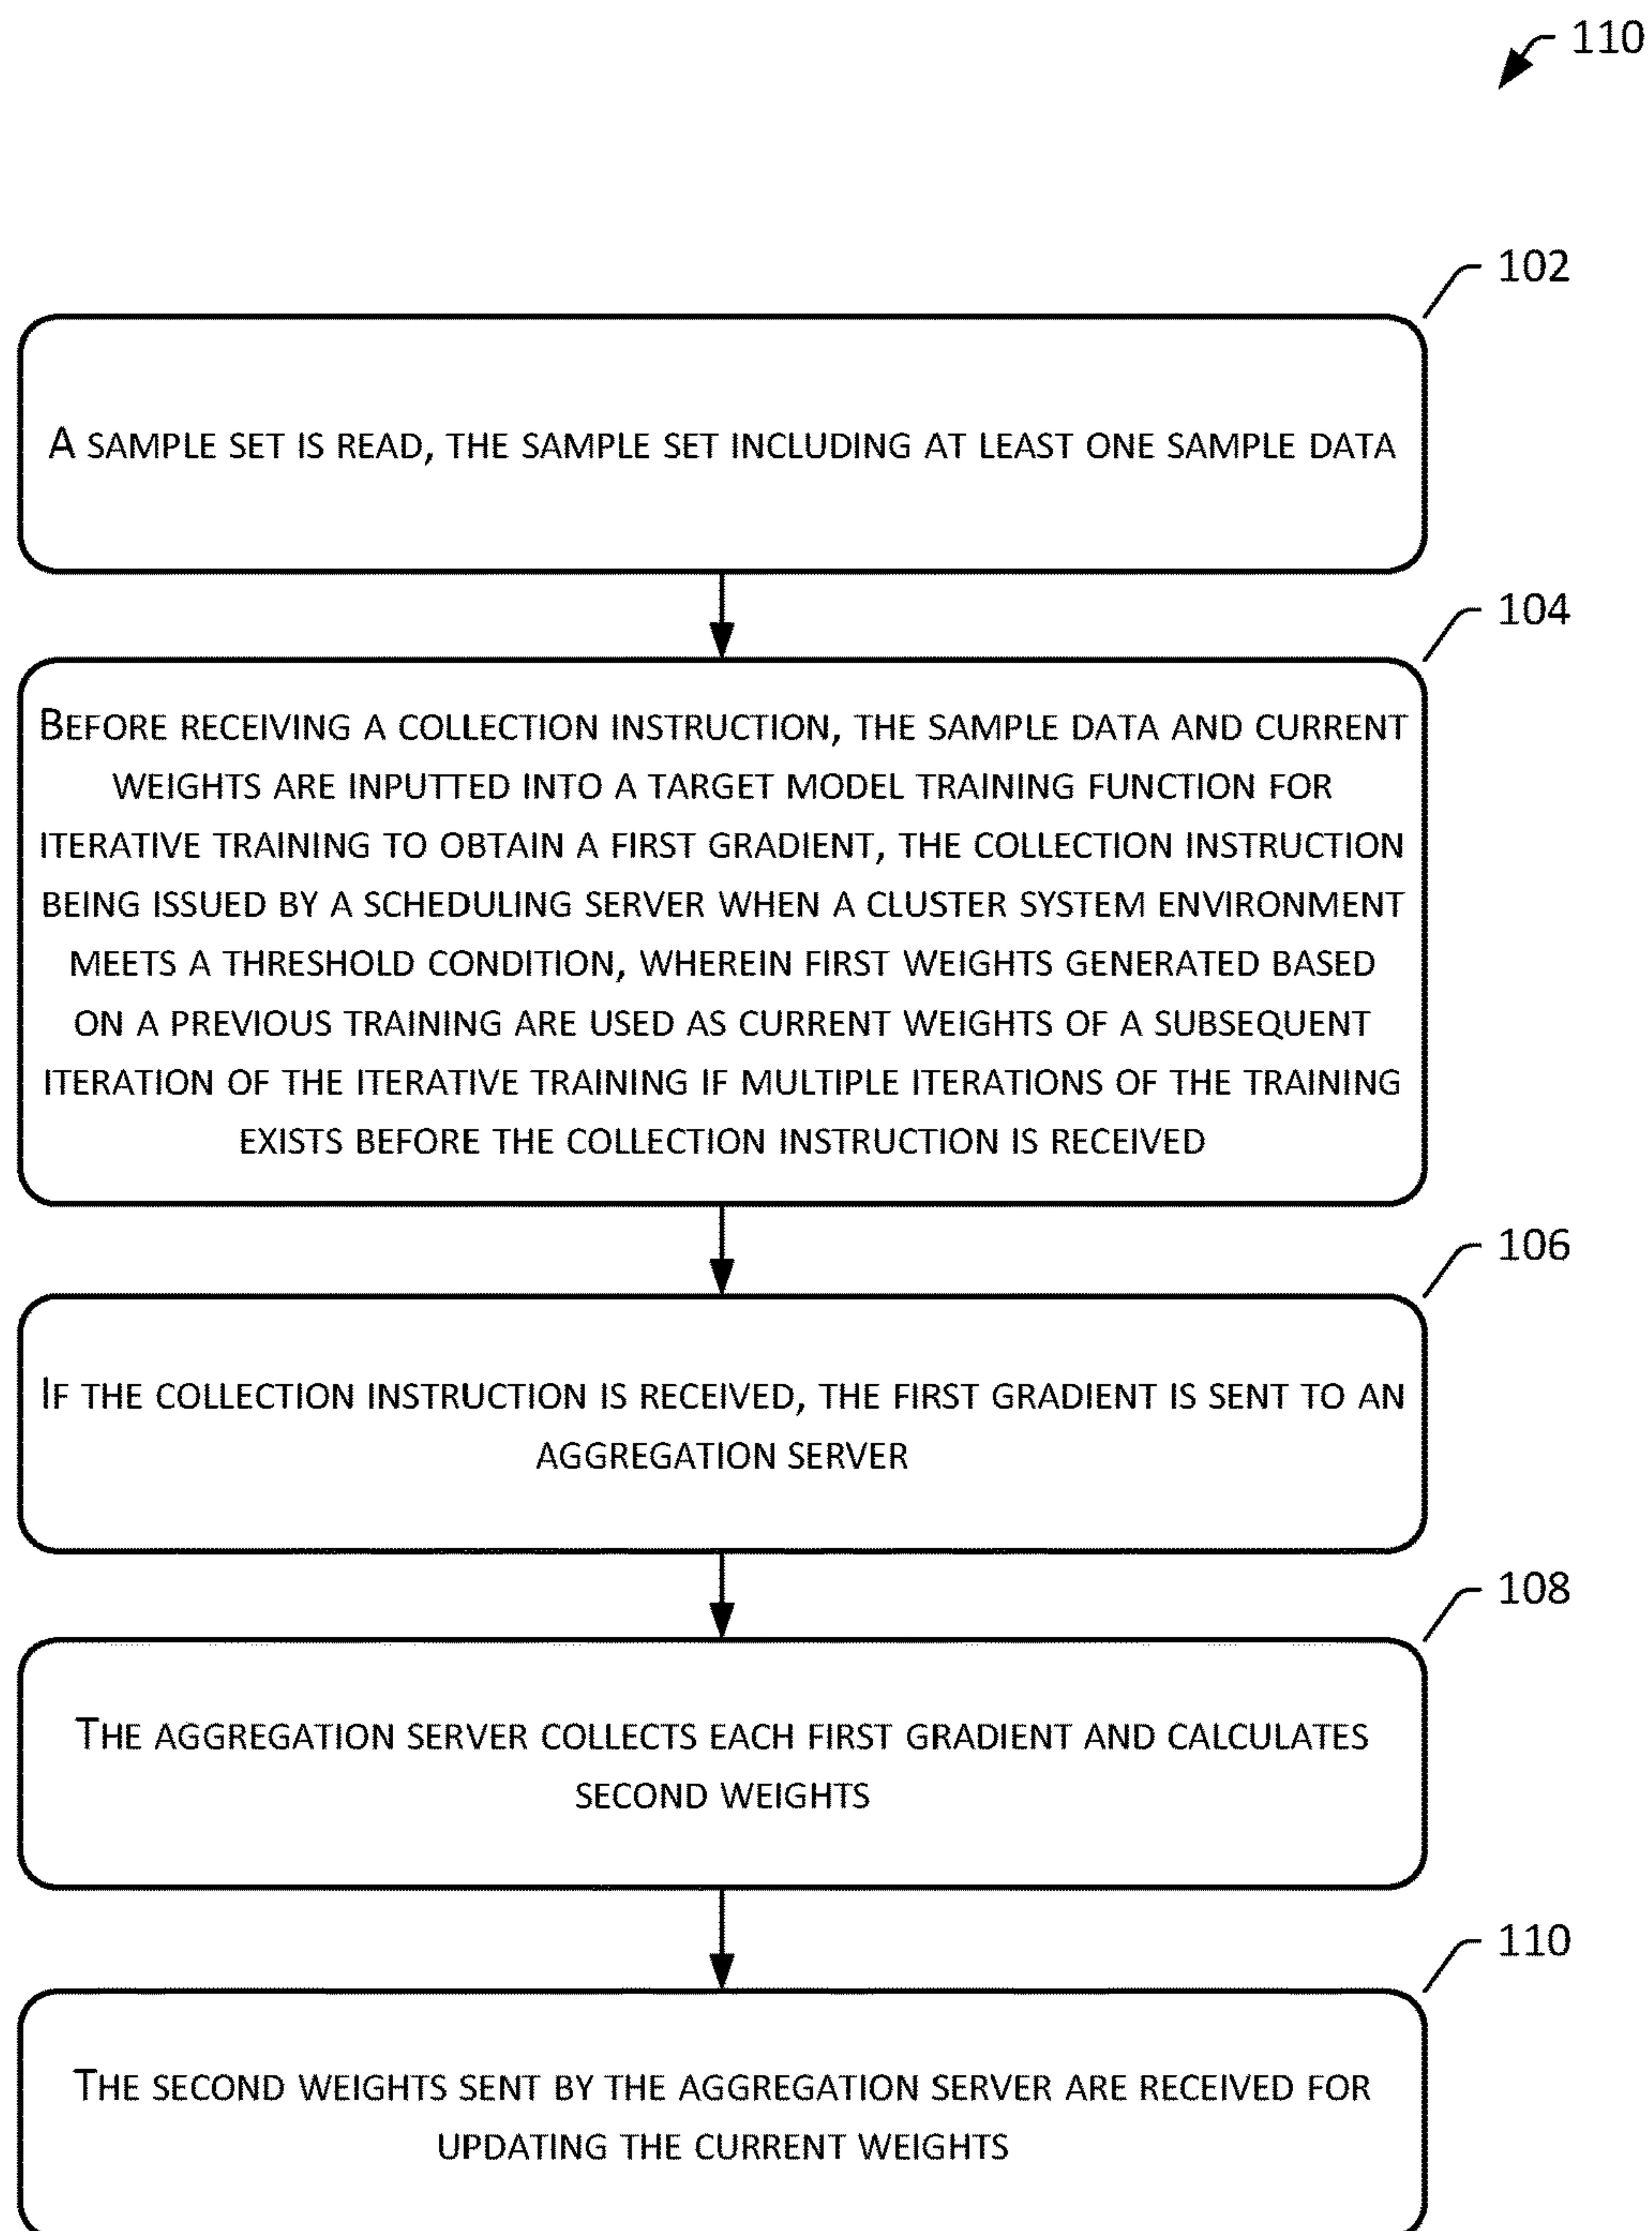 110
102
A SAMPLE SET IS READ, THE SAMPLE SET INCLUDING AT LEAST ONE SAMPLE DATA
104
BEFORE RECEIVING A COLLECTION INSTRUCTION, THE SAMPLE DATA AND CURRENT
WEIGHTS ARE INPUTTED INTO A TARGET MODEL TRAINING FUNCTION FOR
ITERATIVE TRAINING TO OBTAIN A FIRST GRADIENT, THE COLLECTION INSTRUCTION
BEING ISSUED BY A SCHEDULING SERVER WHEN A CLUSTER SYSTEM ENVIRONMENT
MEETS A THRESHOLD CONDITION, WHEREIN FIRST WEIGHTS GENERATED BASED
ON A PREVIOUS TRAINING ARE USED AS CURRENT WEIGHTS OF A SUBSEQUENT
ITERATION OF THE ITERATIVE TRAINING IF MULTIPLE ITERATIONS OF THE TRAINING
EXISTS BEFORE THE COLLECTION INSTRUCTION IS RECEIVED
106
IF THE COLLECTION INSTRUCTION IS RECEIVED, THE FIRST GRADIENT IS SENT TO AN
AGGREGATION SERVER
108
THE AGGREGATION SERVER COLLECTS EACH FIRST GRADIENT AND CALCULATES
SECOND WEIGHTS
110
THE SECOND WEIGHTS SENT BY THE AGGREGATION SERVER ARE RECEIVED FOR
UPDATING THE CURRENT WEIGHTS